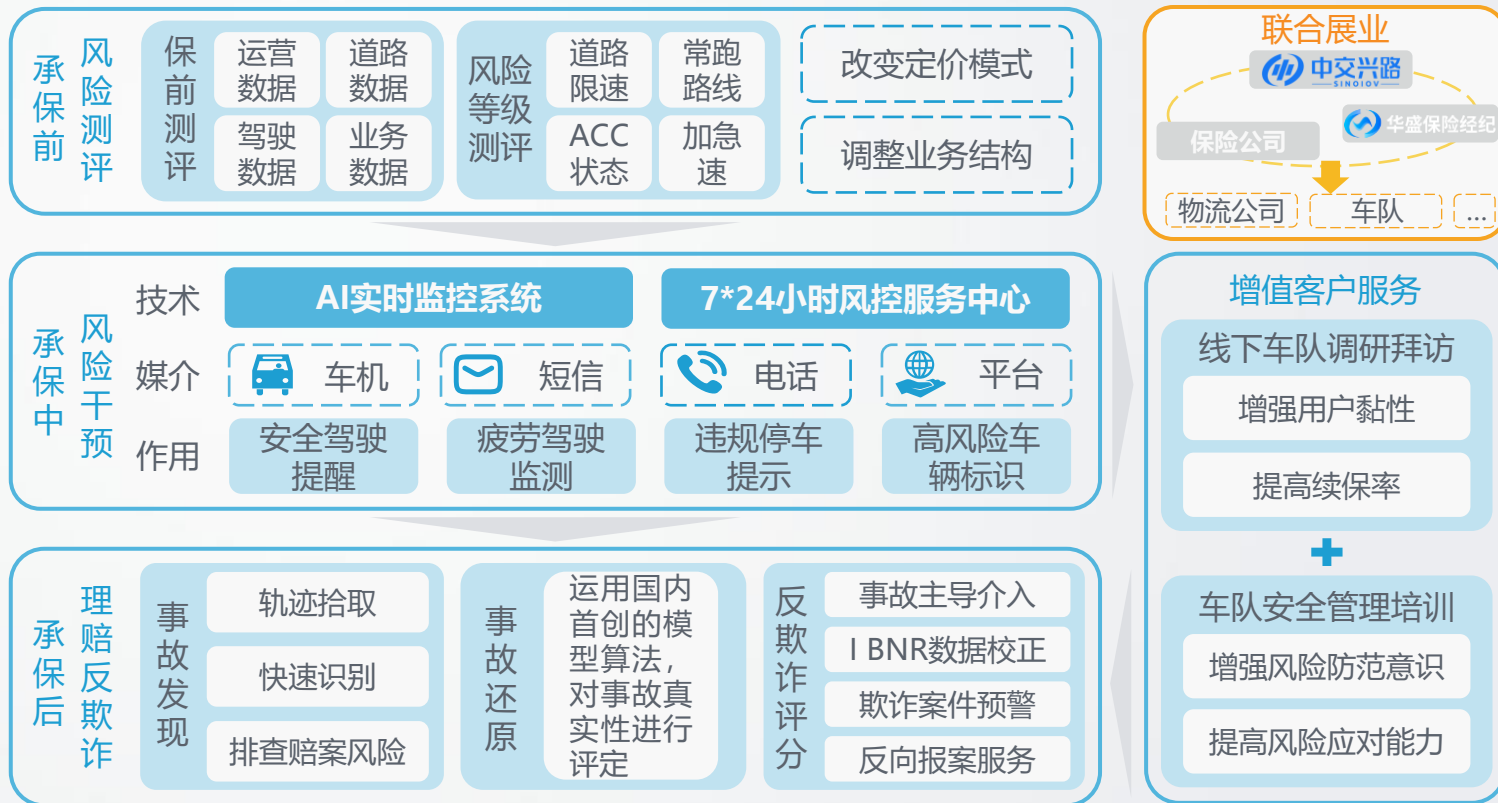 承保前
风险测评
保前测评
运营
数据
道路
数据
驾驶
数据
业务
数据
风险
等级
测评
道路
限速
常跑
路线
ACC
状态
加急
速
改变定价模式
调整业务结构
联合展业
中交兴路
SINOIOV
保险公司
华盛保险经纪
物流公司
车队
...
承保中
风险干预
技术
AI实时监控系统
7*24小时风控服务中心
媒介
车机
短信
电话
平台
作用
安全驾驶
提醒
疲劳驾驶
监测
违规停车
提示
高风险车
辆标识
增值客户服务
线下车队调研拜访
增强用户黏性
提高续保率
车队安全管理培训
增强风险防范意识
提高风险应对能力
承保后
理赔反欺诈
事故发现
轨迹拾取
快速识别
排查赔案风险
事故还原
运用国内
首创的模
型算法，
对事故真
实性进行
评定
反欺诈评分
事故主导介入
I BNR数据校正
欺诈案件预警
反向报案服务